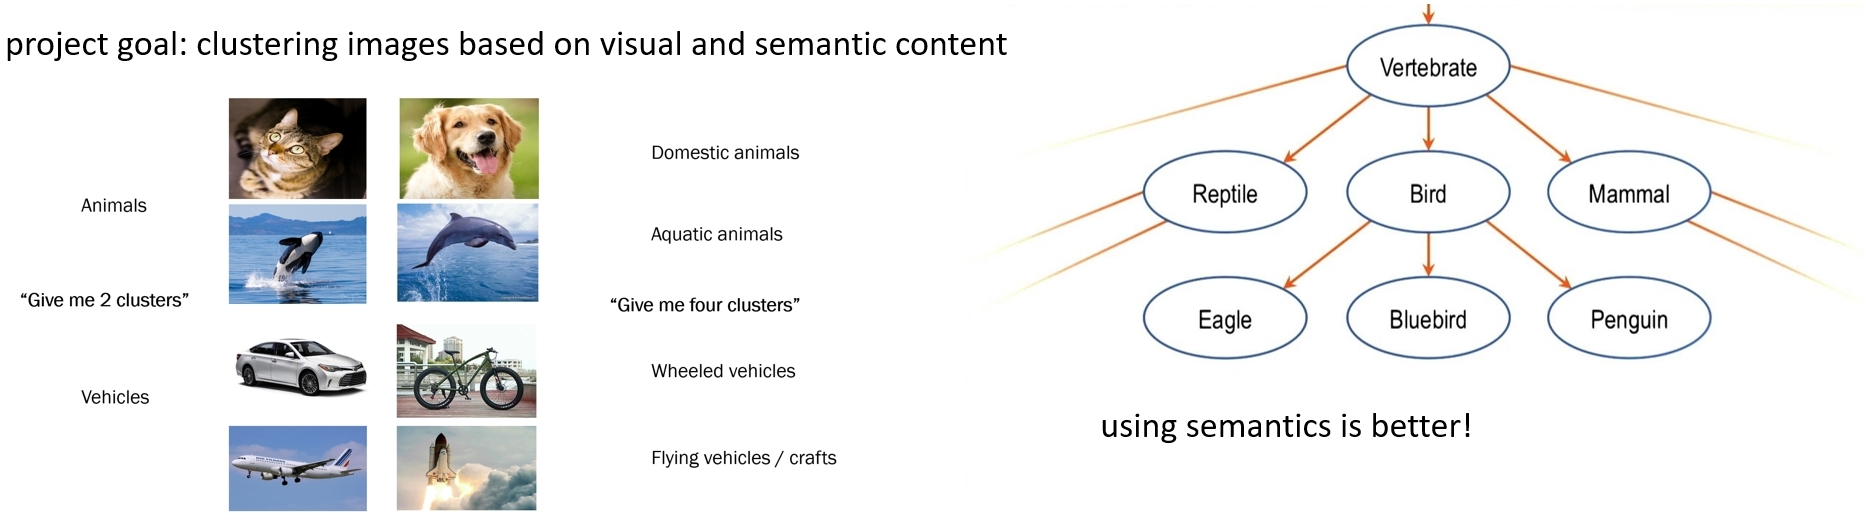 project goal: clustering images based on visual and semantic content
Animals
“Give me 2 clusters”
Vehicles
Domestic animals
Aquatic animals
“Give me four clusters”
Wheeled vehicles
Flying vehicles / crafts
Vertebrate
Reptile
Bird
Mammal
Eagle
Bluebird
Penguin
using semantics is better!